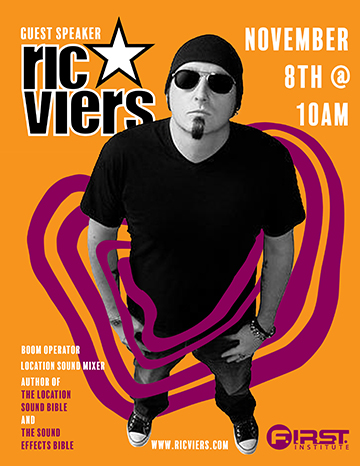 GUEST SPEAKER
ric
viers
NOVEMBER
8TH @
10AM
BOOM OPERATOR
LOCATION SOUND MIXER
AUTHOR OF
THE LOCATION
SOUND BIBLE
AND
THE SOUND
EFFECTS BIBLE
WWW.RICVIERS.COM
FIRST
INSTITUTE